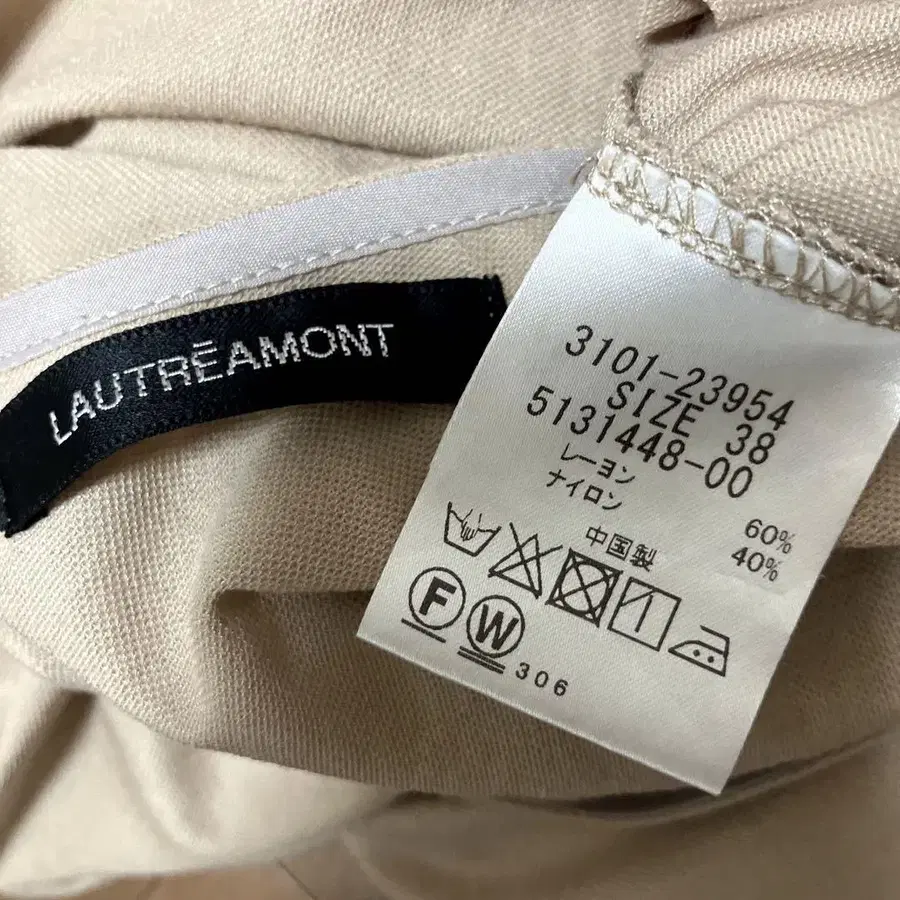 LAUTRĒAMONT
3101-23954
SIZE 38
5131448-00
レーヨン 60%
ナイロン 40%
中国製
F W
306